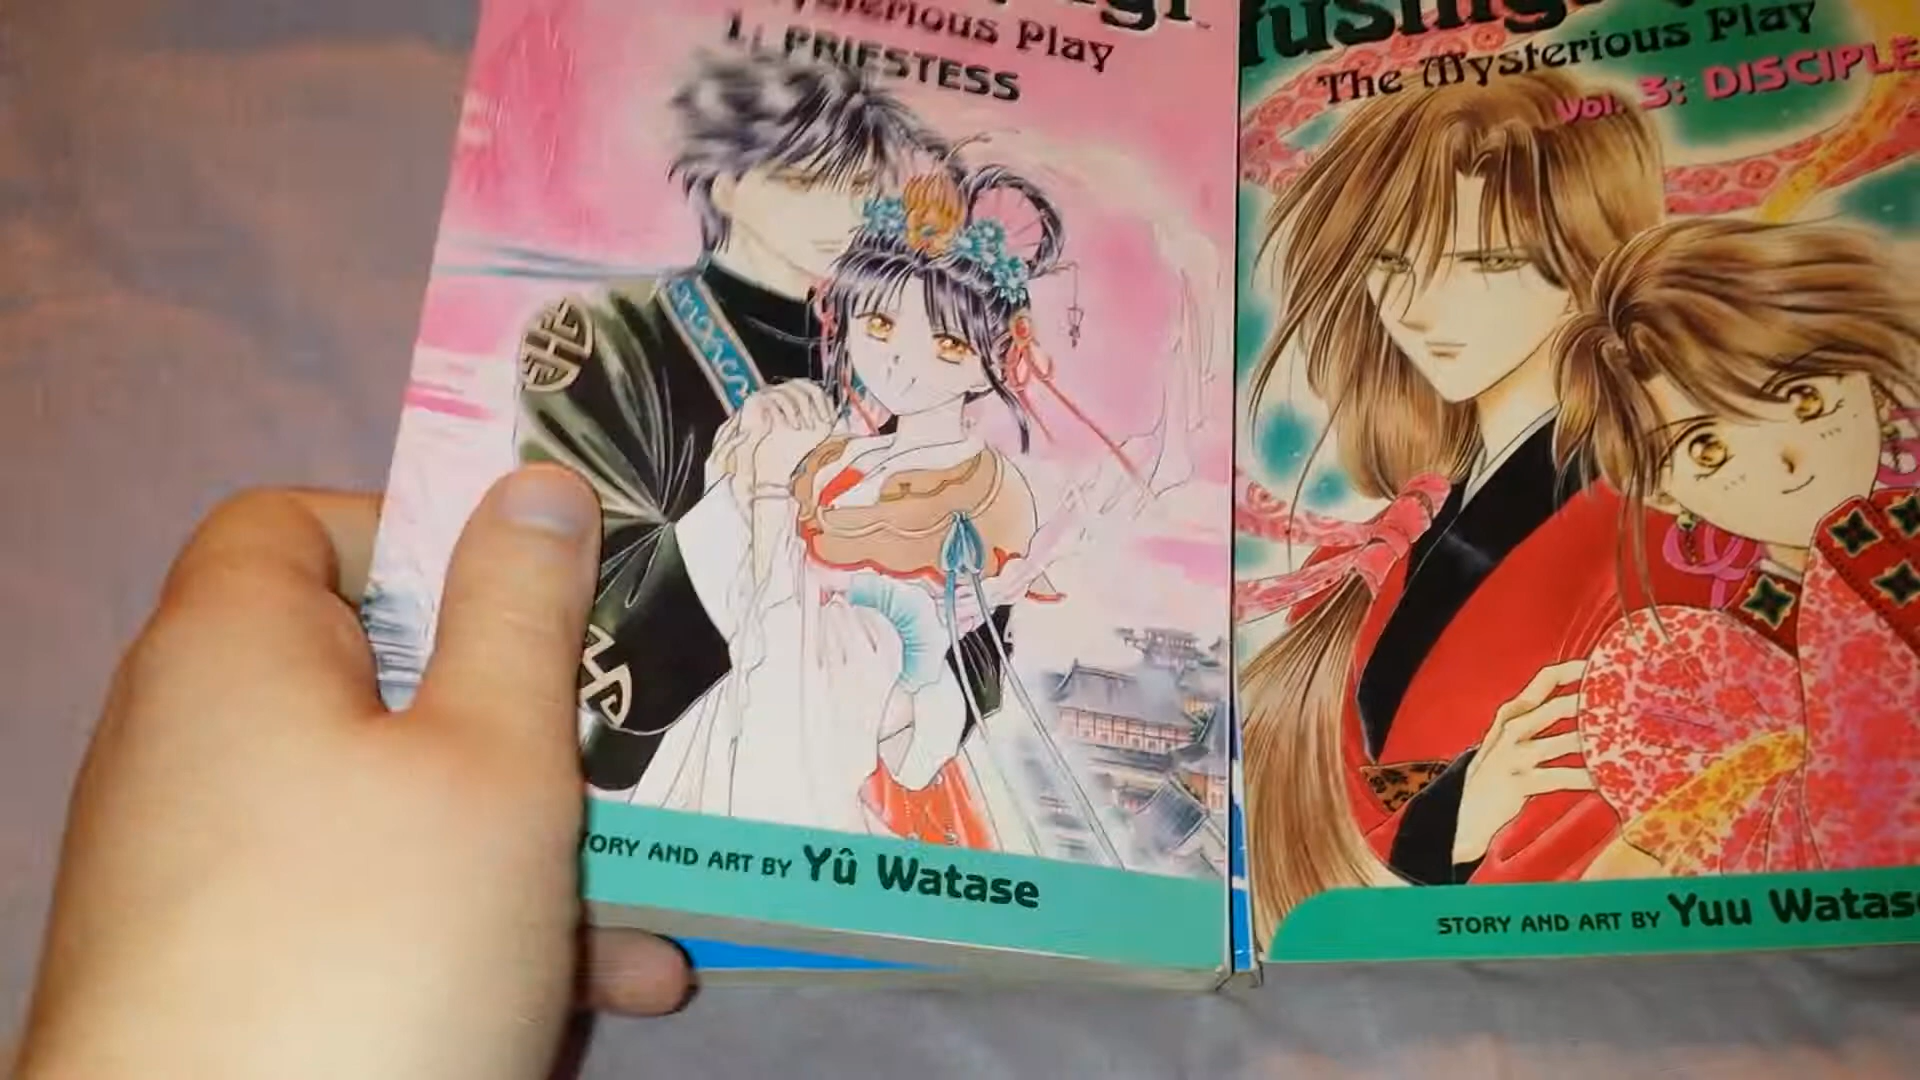 Mysterious Play
1: PRIESTESS
STORY AND ART BY Yû Watase
The Mysterious Play
Vol. 3: DISCIPLE
STORY AND ART BY Yuu Watase